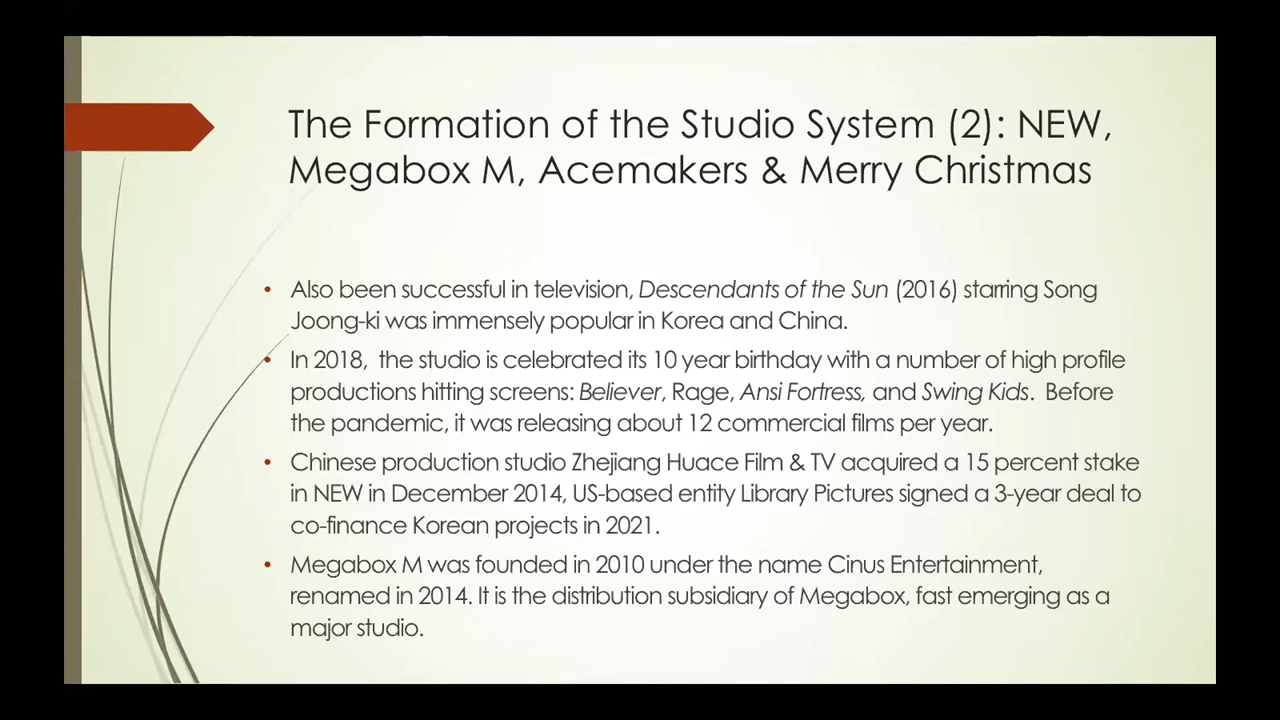 The Formation of the Studio System (2): NEW,
Megabox M, Acemakers & Merry Christmas
• Also been successful in television, Descendants of the Sun (2016) starring Song
Joong-ki was immensely popular in Korea and China.
• In 2018,  the studio is celebrated its 10 year birthday with a number of high profile
productions hitting screens: Believer, Rage, Ansi Fortress, and Swing Kids.  Before
the pandemic, it was releasing about 12 commercial films per year.
• Chinese production studio Zhejiang Huace Film & TV acquired a 15 percent stake
in NEW in December 2014, US-based entity Library Pictures signed a 3-year deal to
co-finance Korean projects in 2021.
• Megabox M was founded in 2010 under the name Cinus Entertainment,
renamed in 2014. It is the distribution subsidiary of Megabox, fast emerging as a
major studio.